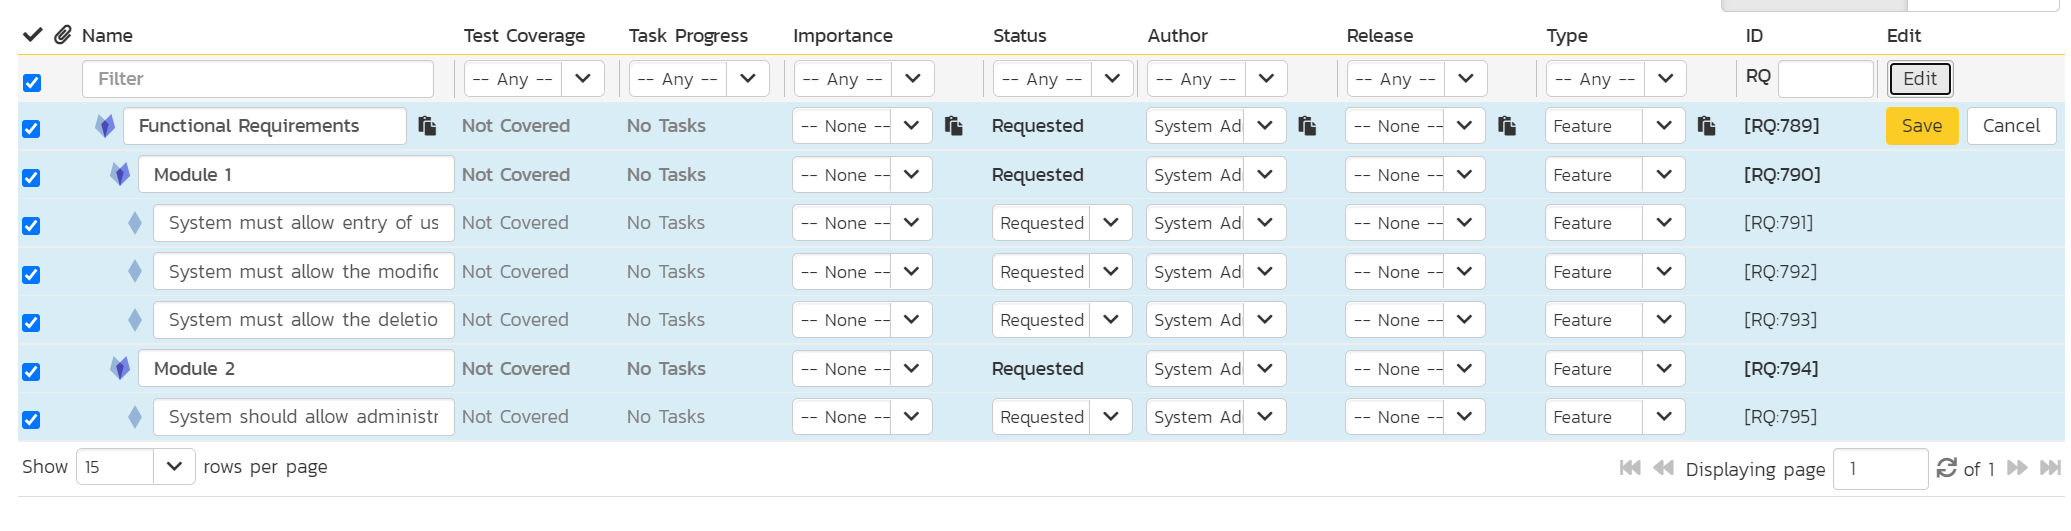 Name Test Coverage Task Progress Importance Status Author Release Type ID Edit
Filter -- Any -- -- Any -- -- Any -- -- Any -- -- Any -- -- Any -- -- Any -- RQ Edit
Functional Requirements Not Covered No Tasks -- None -- Requested System Ad -- None -- Feature [RQ:789] Save Cancel
Module 1 Not Covered No Tasks -- None -- Requested System Ad -- None -- Feature [RQ:790]
System must allow entry of us Not Covered No Tasks -- None -- Requested System Ad -- None -- Feature [RQ:791]
System must allow the modific Not Covered No Tasks -- None -- Requested System Ad -- None -- Feature [RQ:792]
System must allow the deletio Not Covered No Tasks -- None -- Requested System Ad -- None -- Feature [RQ:793]
Module 2 Not Covered No Tasks -- None -- Requested System Ad -- None -- Feature [RQ:794]
System should allow administr Not Covered No Tasks -- None -- Requested System Ad -- None -- Feature [RQ:795]
Show 15 rows per page Displaying page 1 of 1